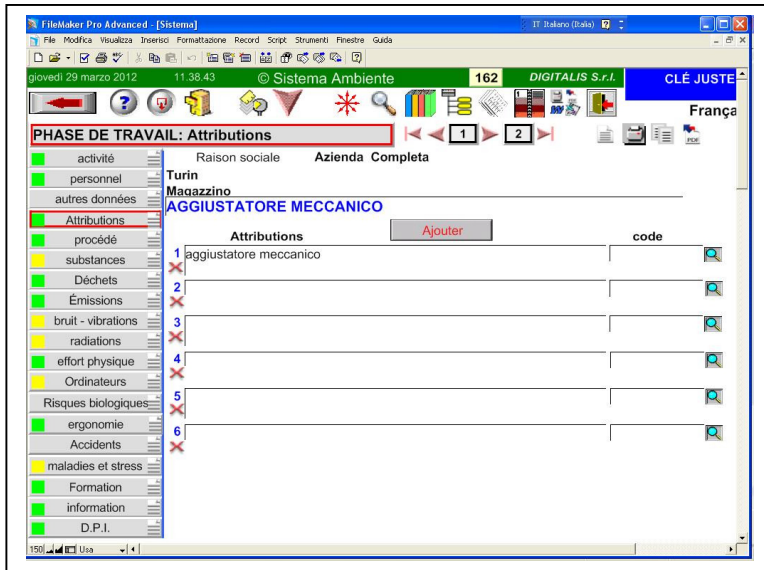 FileMaker Pro Advanced - [Sistema]
IT Italiano (Italia)
File Modifica Visualizza Inserisci Formattazione Record Script Strumenti Finestre Guida
giovedì 29 marzo 2012 11.38.43 © Sistema Ambiente 162 DIGITALIS S.r.l. CLÉ JUSTE
França
PHASE DE TRAVAIL: Attributions 1 2
PDF
activité
personnel
autres données
Attributions
procédé
substances
Déchets
Émissions
bruit - vibrations
radiations
effort physique
Ordinateurs
Risques biologiques
ergonomie
Accidents
maladies et stress
Formation
information
D.P.I.
Raison sociale Azienda Completa
Turin
Magazzino
AGGIUSTATORE MECCANICO
Attributions Ajouter code
1 aggiustatore meccanico
2
3
4
5
6
150 Usa